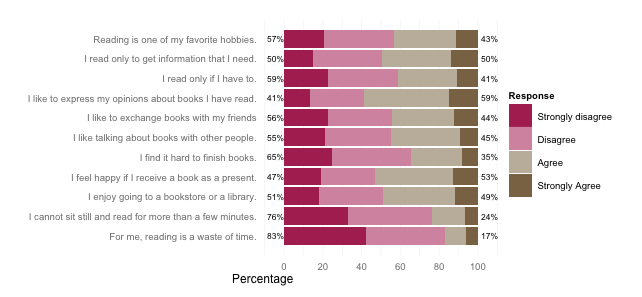 Reading is one of my favorite hobbies. 57% 43%
I read only to get information that I need. 50% 50%
I read only if I have to. 59% 41%
I like to express my opinions about books I have read. 41% 59%
I like to exchange books with my friends 56% 44%
I like talking about books with other people. 55% 45%
I find it hard to finish books. 65% 35%
I feel happy if I receive a book as a present. 47% 53%
I enjoy going to a bookstore or a library. 51% 49%
I cannot sit still and read for more than a few minutes. 76% 24%
For me, reading is a waste of time. 83% 17%
0 20 40 60 80 100
Percentage
Response
Strongly disagree
Disagree
Agree
Strongly Agree